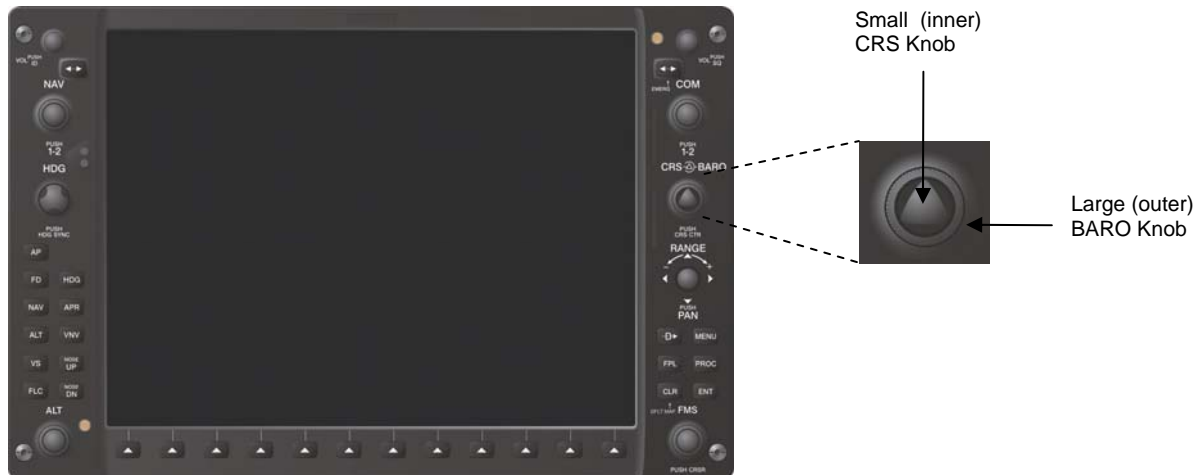 Small (inner)
CRS Knob
Large (outer)
BARO Knob
VOL PUSH ID
NAV
PUSH
1-2
HDG
PUSH
HDG SYNC
AP
FD HDG
NAV APR
ALT VNV
VS NOSE UP
FLC NOSE DN
ALT
VOL PUSH SQ
EMERG COM
PUSH
1-2
CRS BARO
PUSH
CRS CTR
RANGE
- +
PUSH
PAN
D MENU
FPL PROC
CLR ENT
DFLT MAP FMS
PUSH CRSR